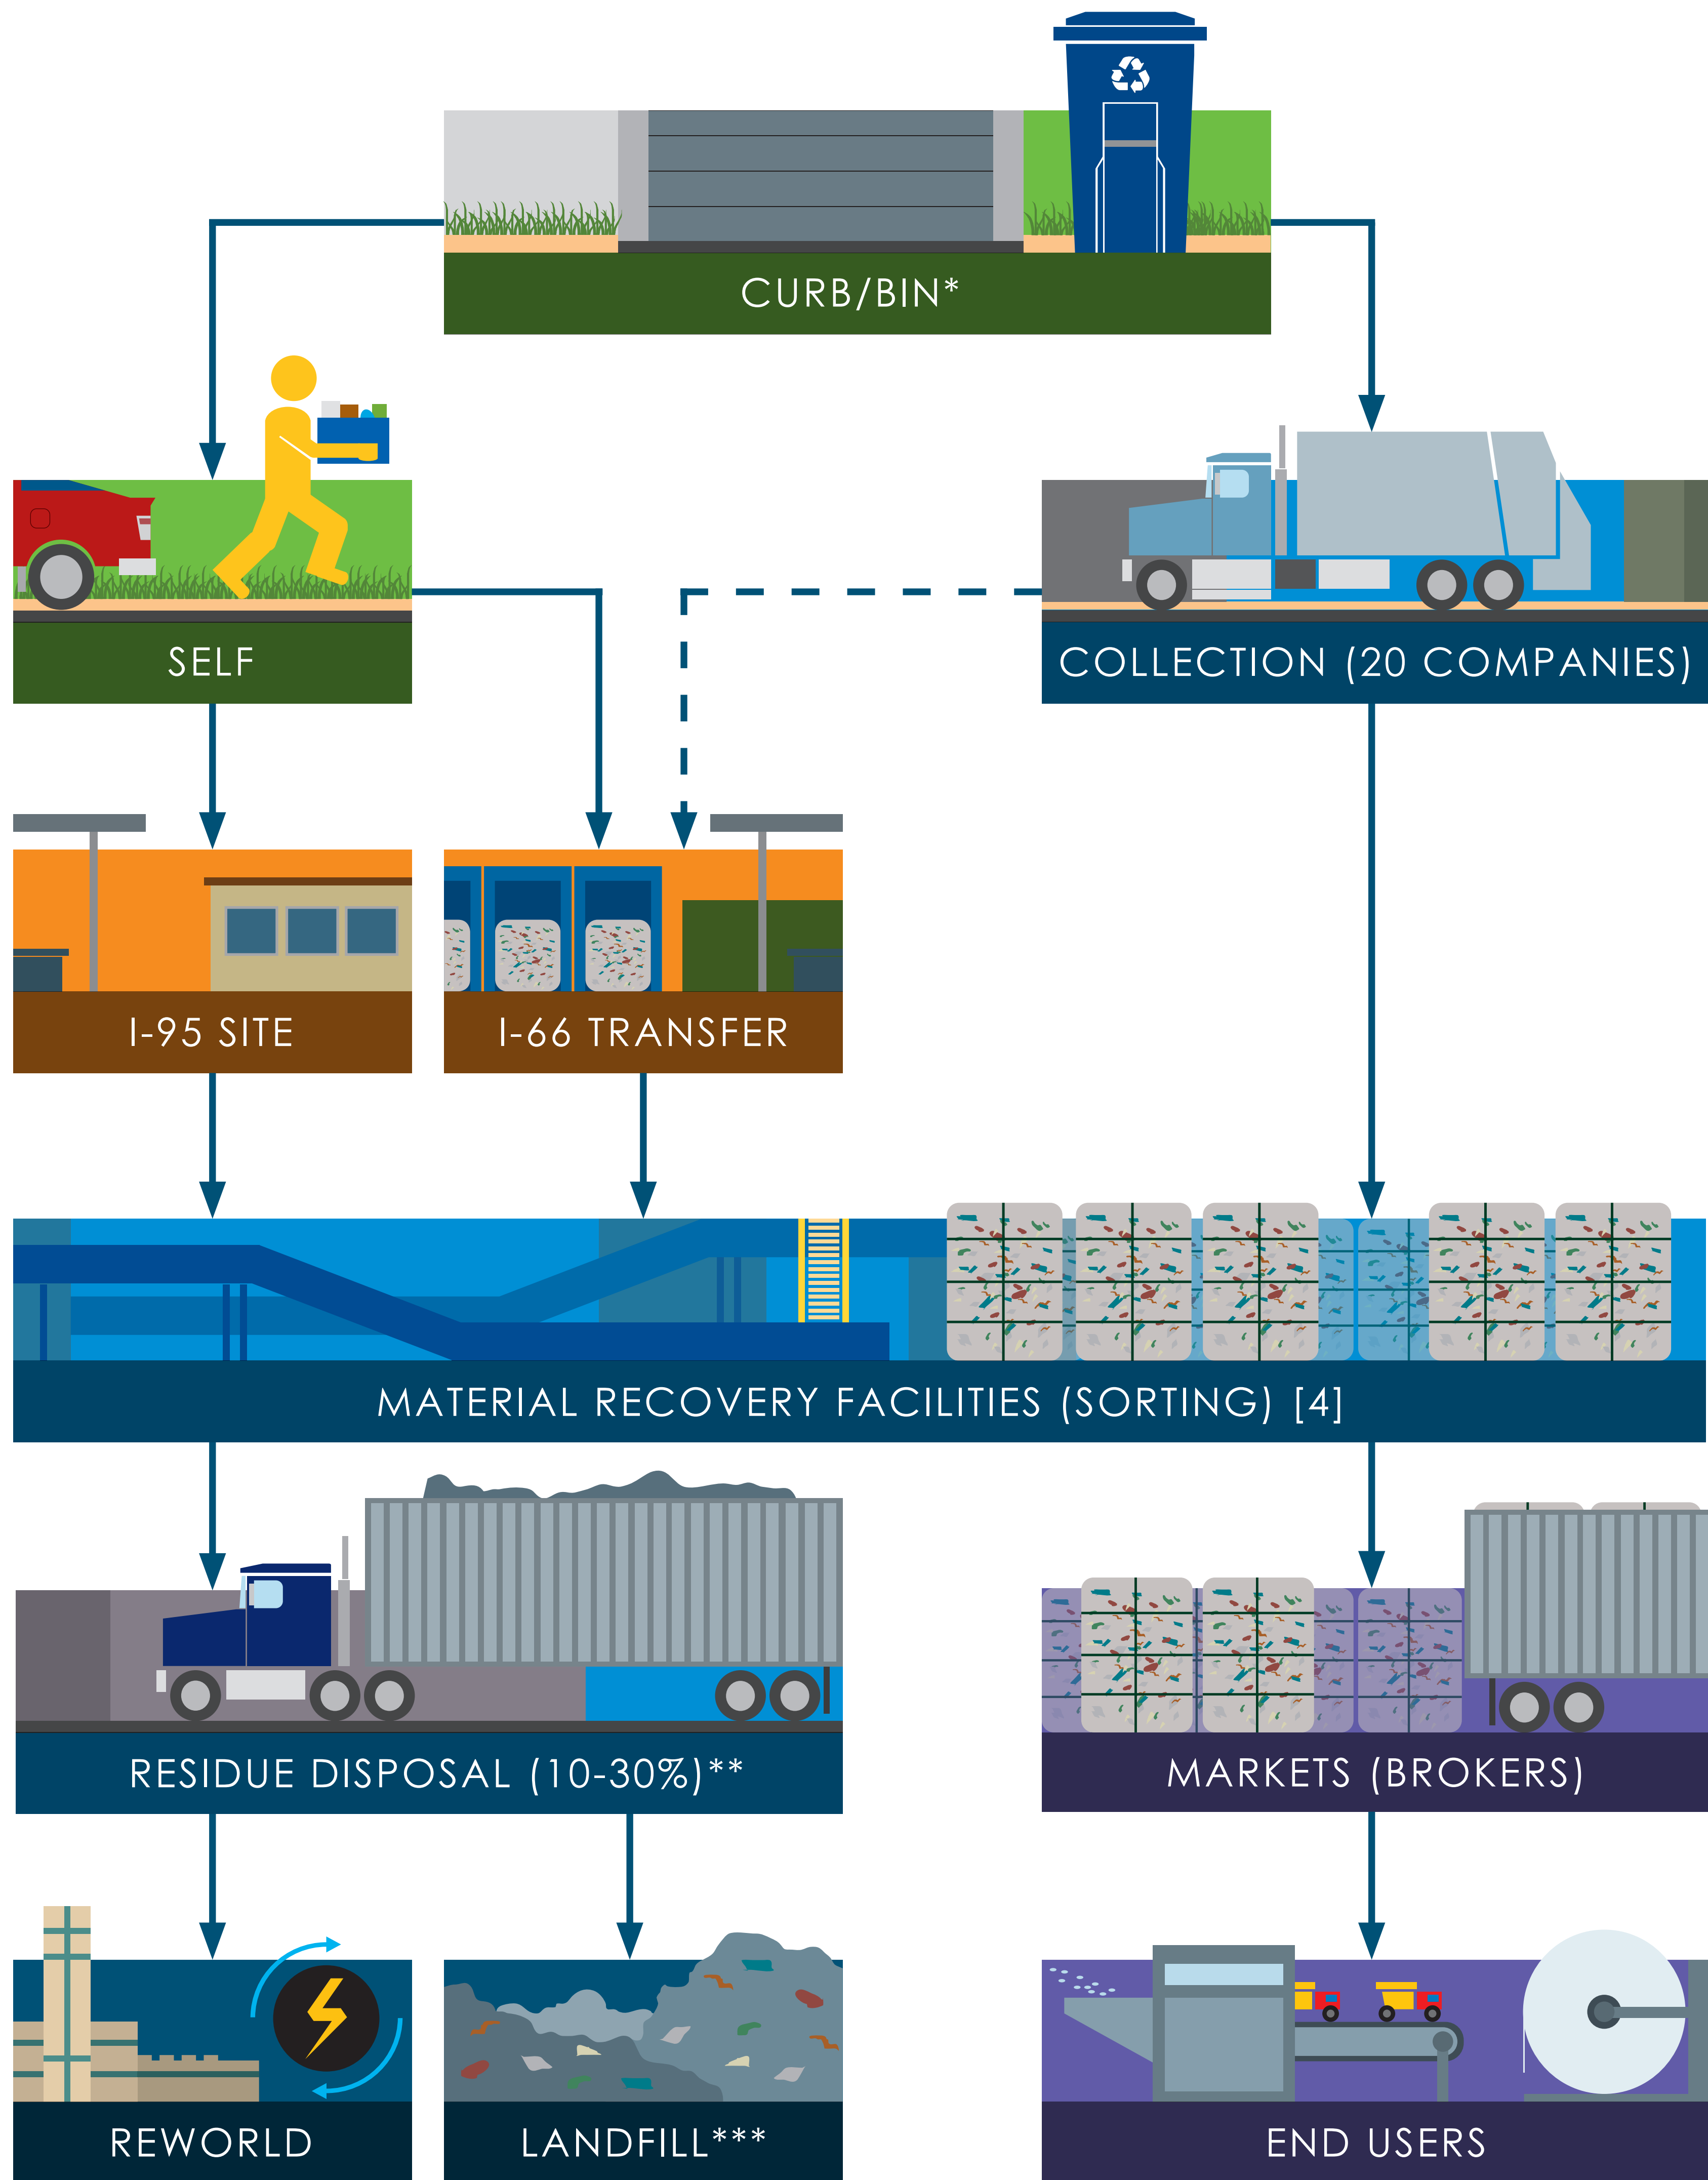 CURB/BIN*
SELF
COLLECTION (20 COMPANIES)
I-95 SITE
I-66 TRANSFER
MATERIAL RECOVERY FACILITIES (SORTING) [4]
RESIDUE DISPOSAL (10-30%)**
MARKETS (BROKERS)
REWORLD
LANDFILL***
END USERS